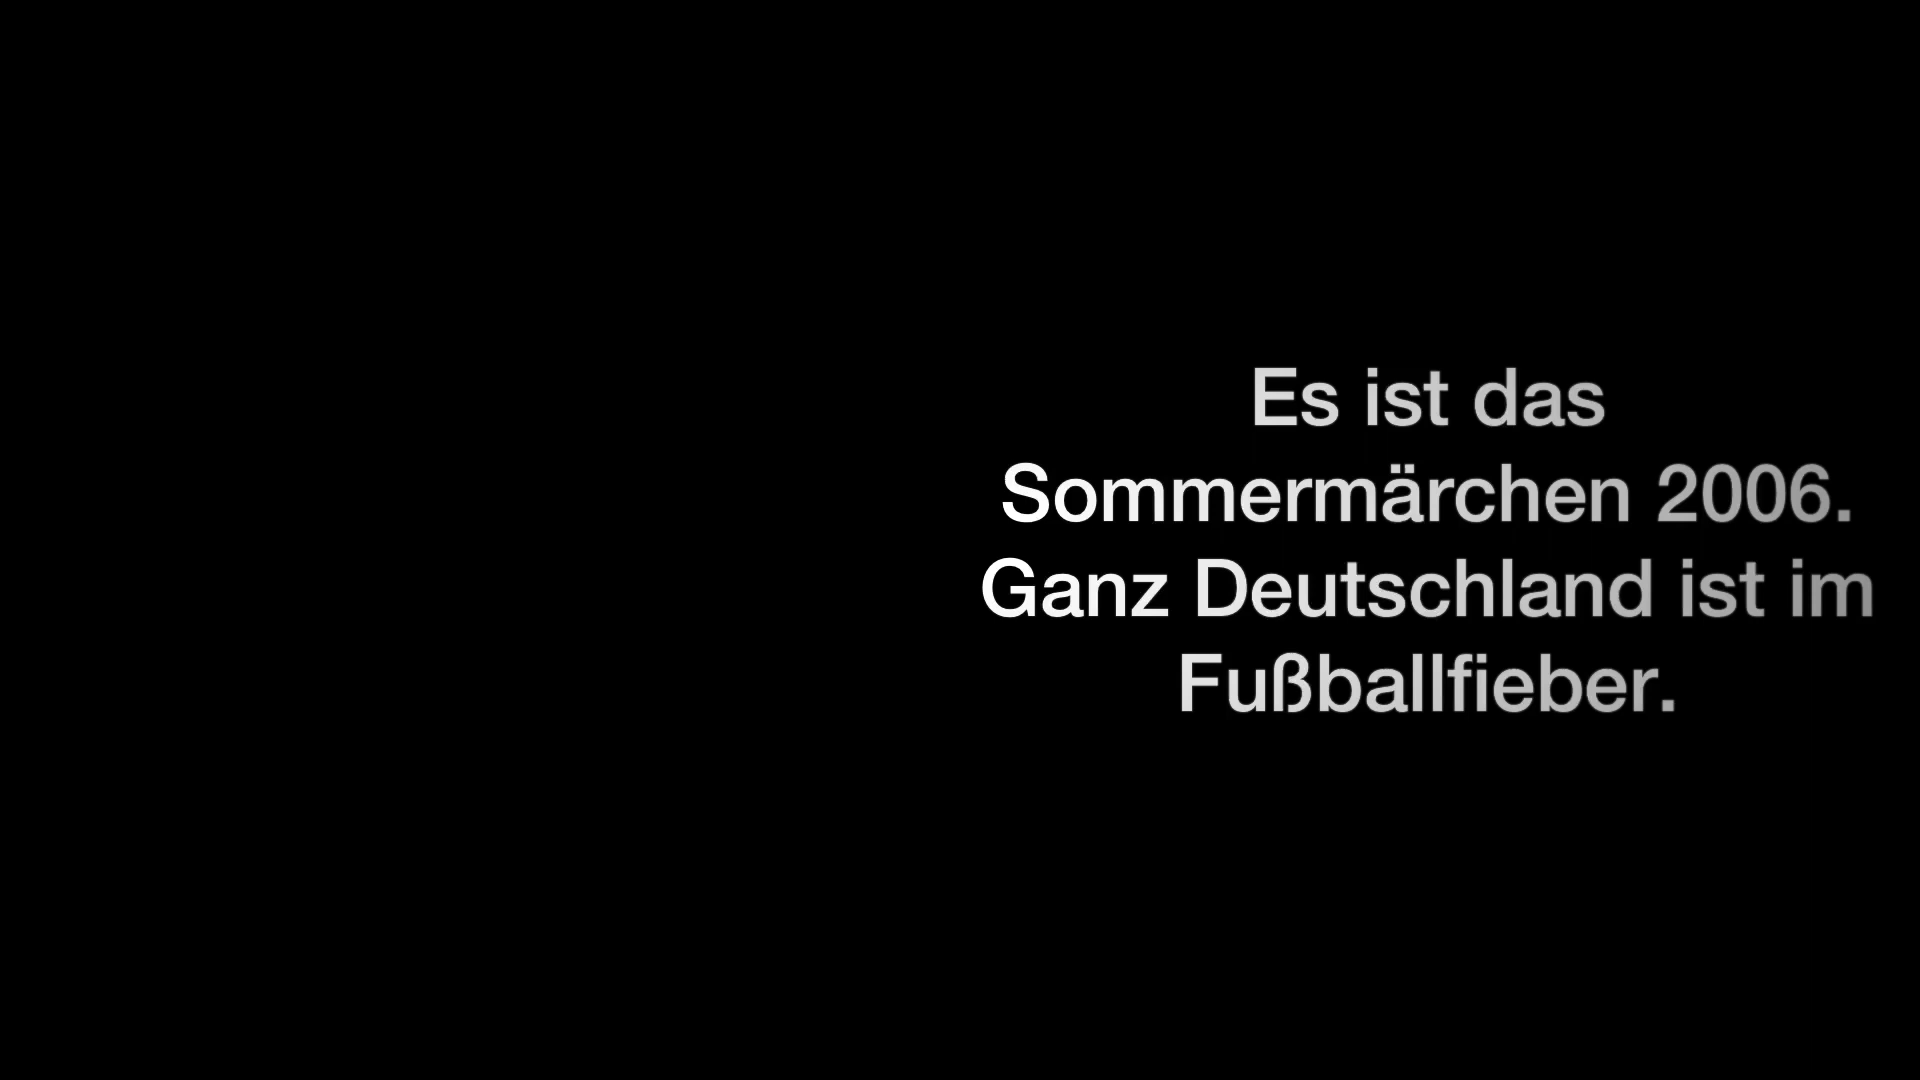 Es ist das
Sommermärchen 2006.
Ganz Deutschland ist im
Fußballfieber.